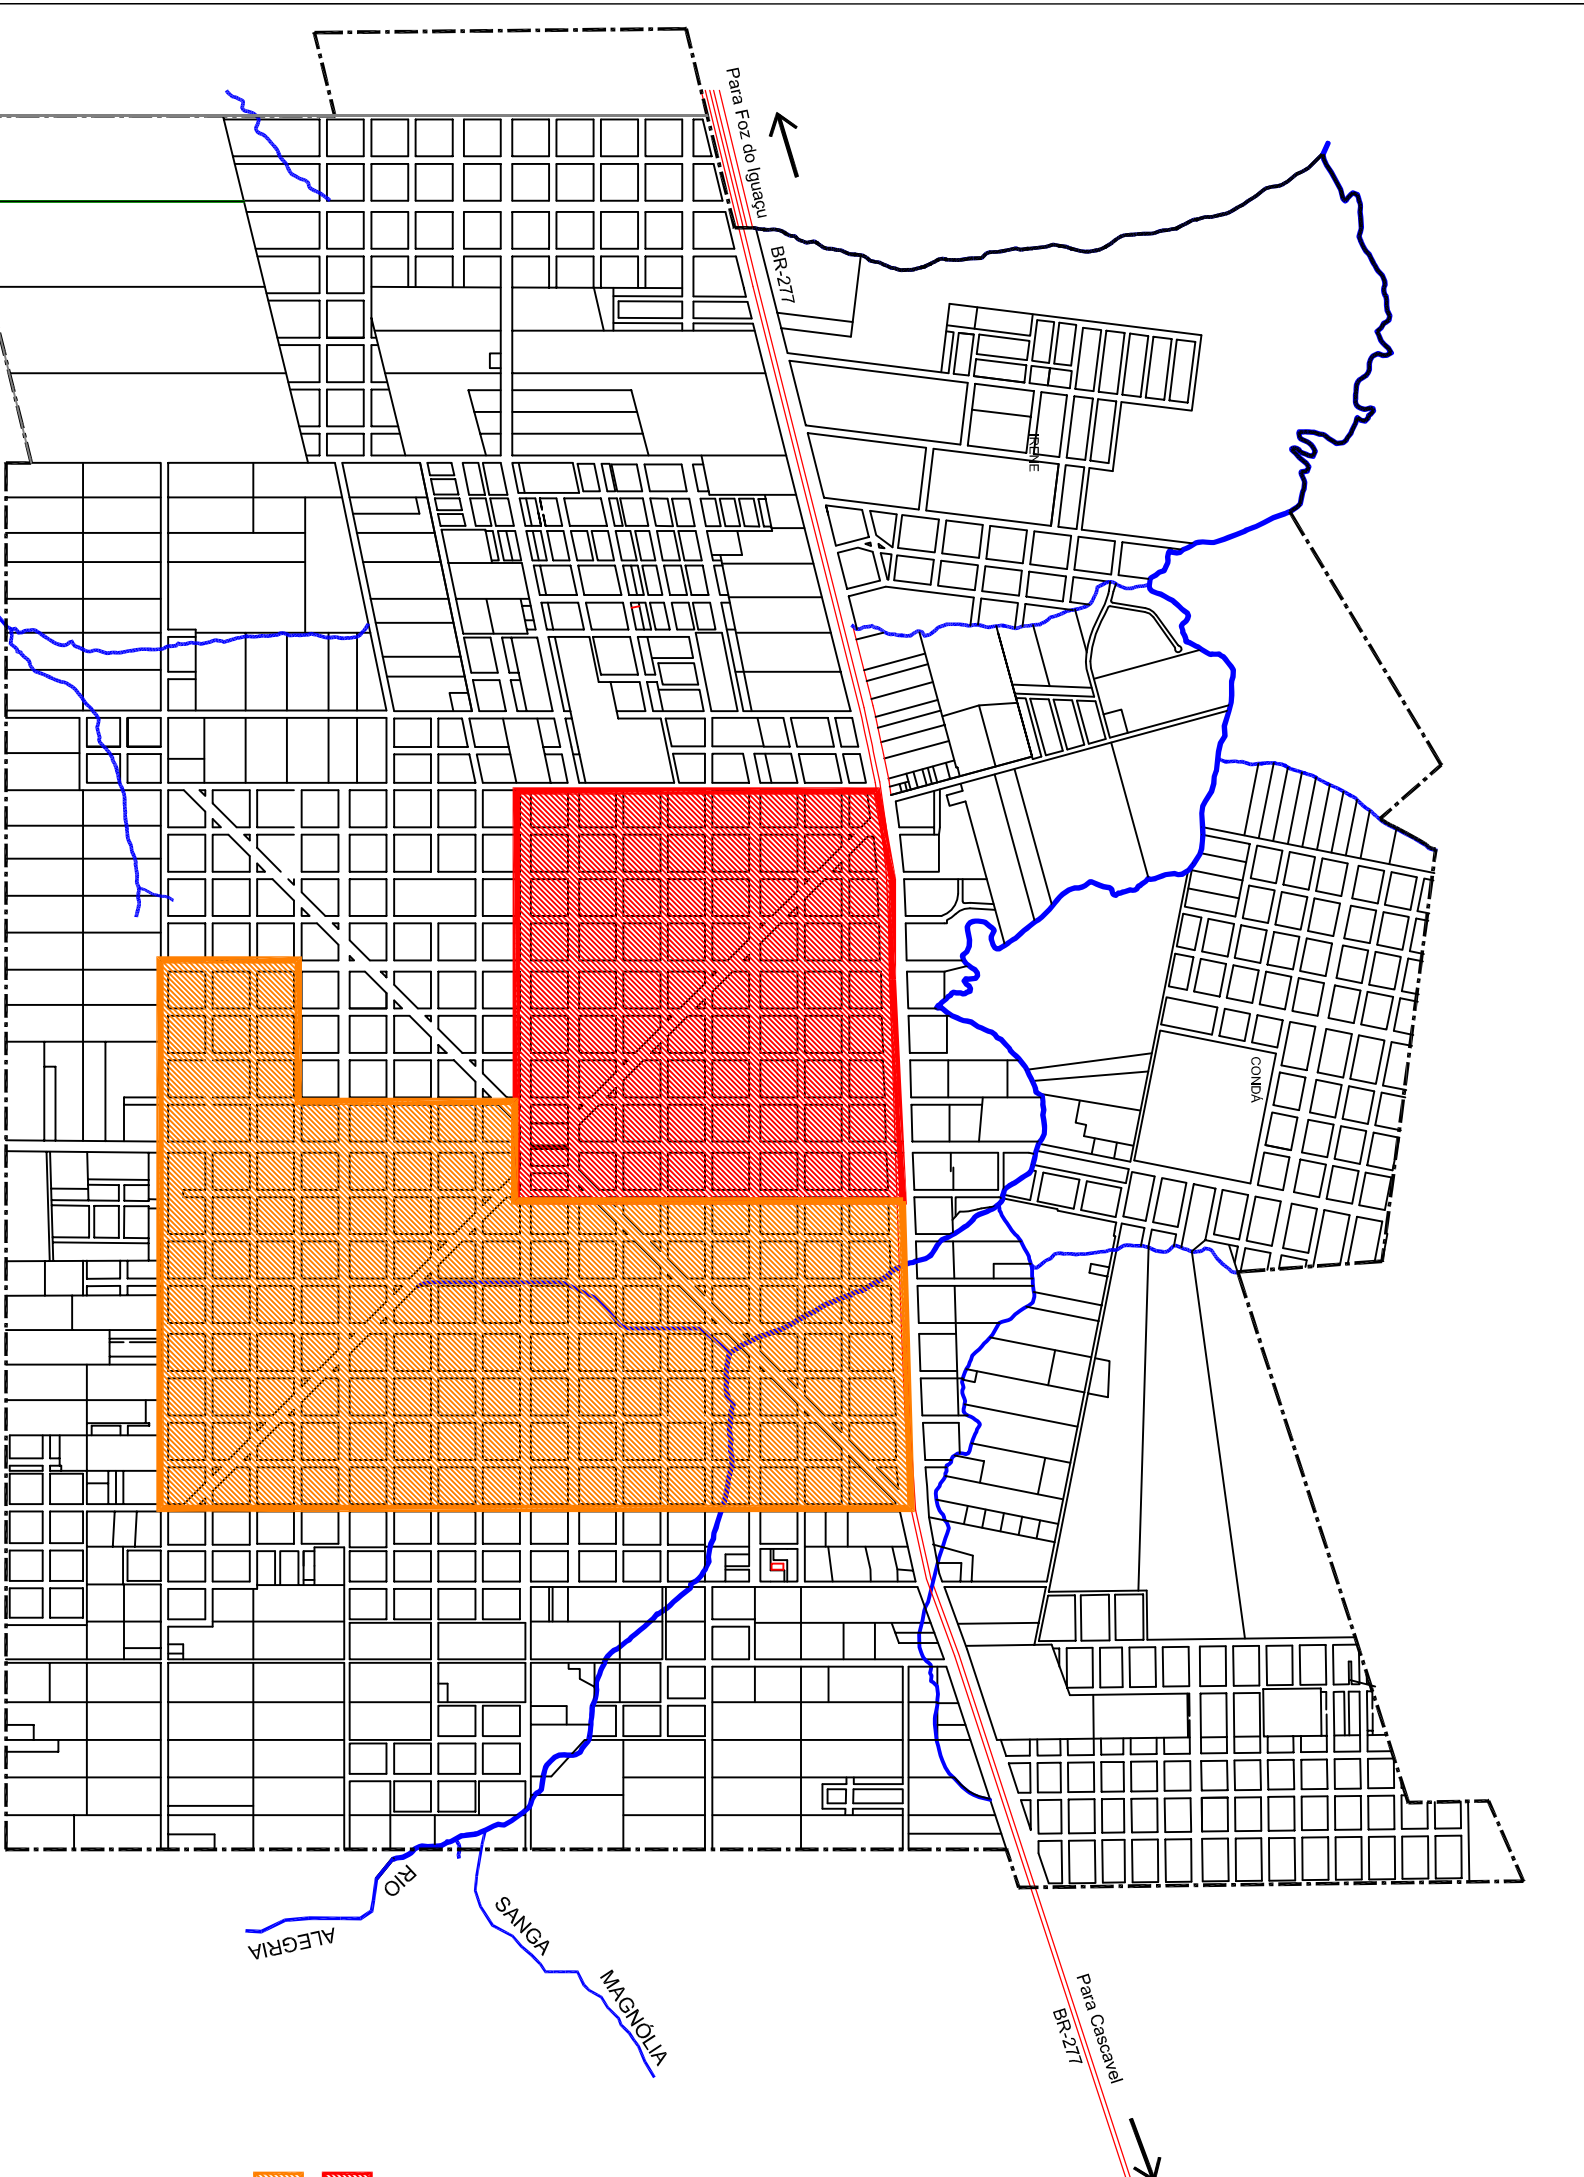 Para Foz do Iguaçu
BR-277
IRENE
CONDÁ
RIO
ALEGRIA
SANGA
MAGNÓLIA
Para Cascavel
BR-277